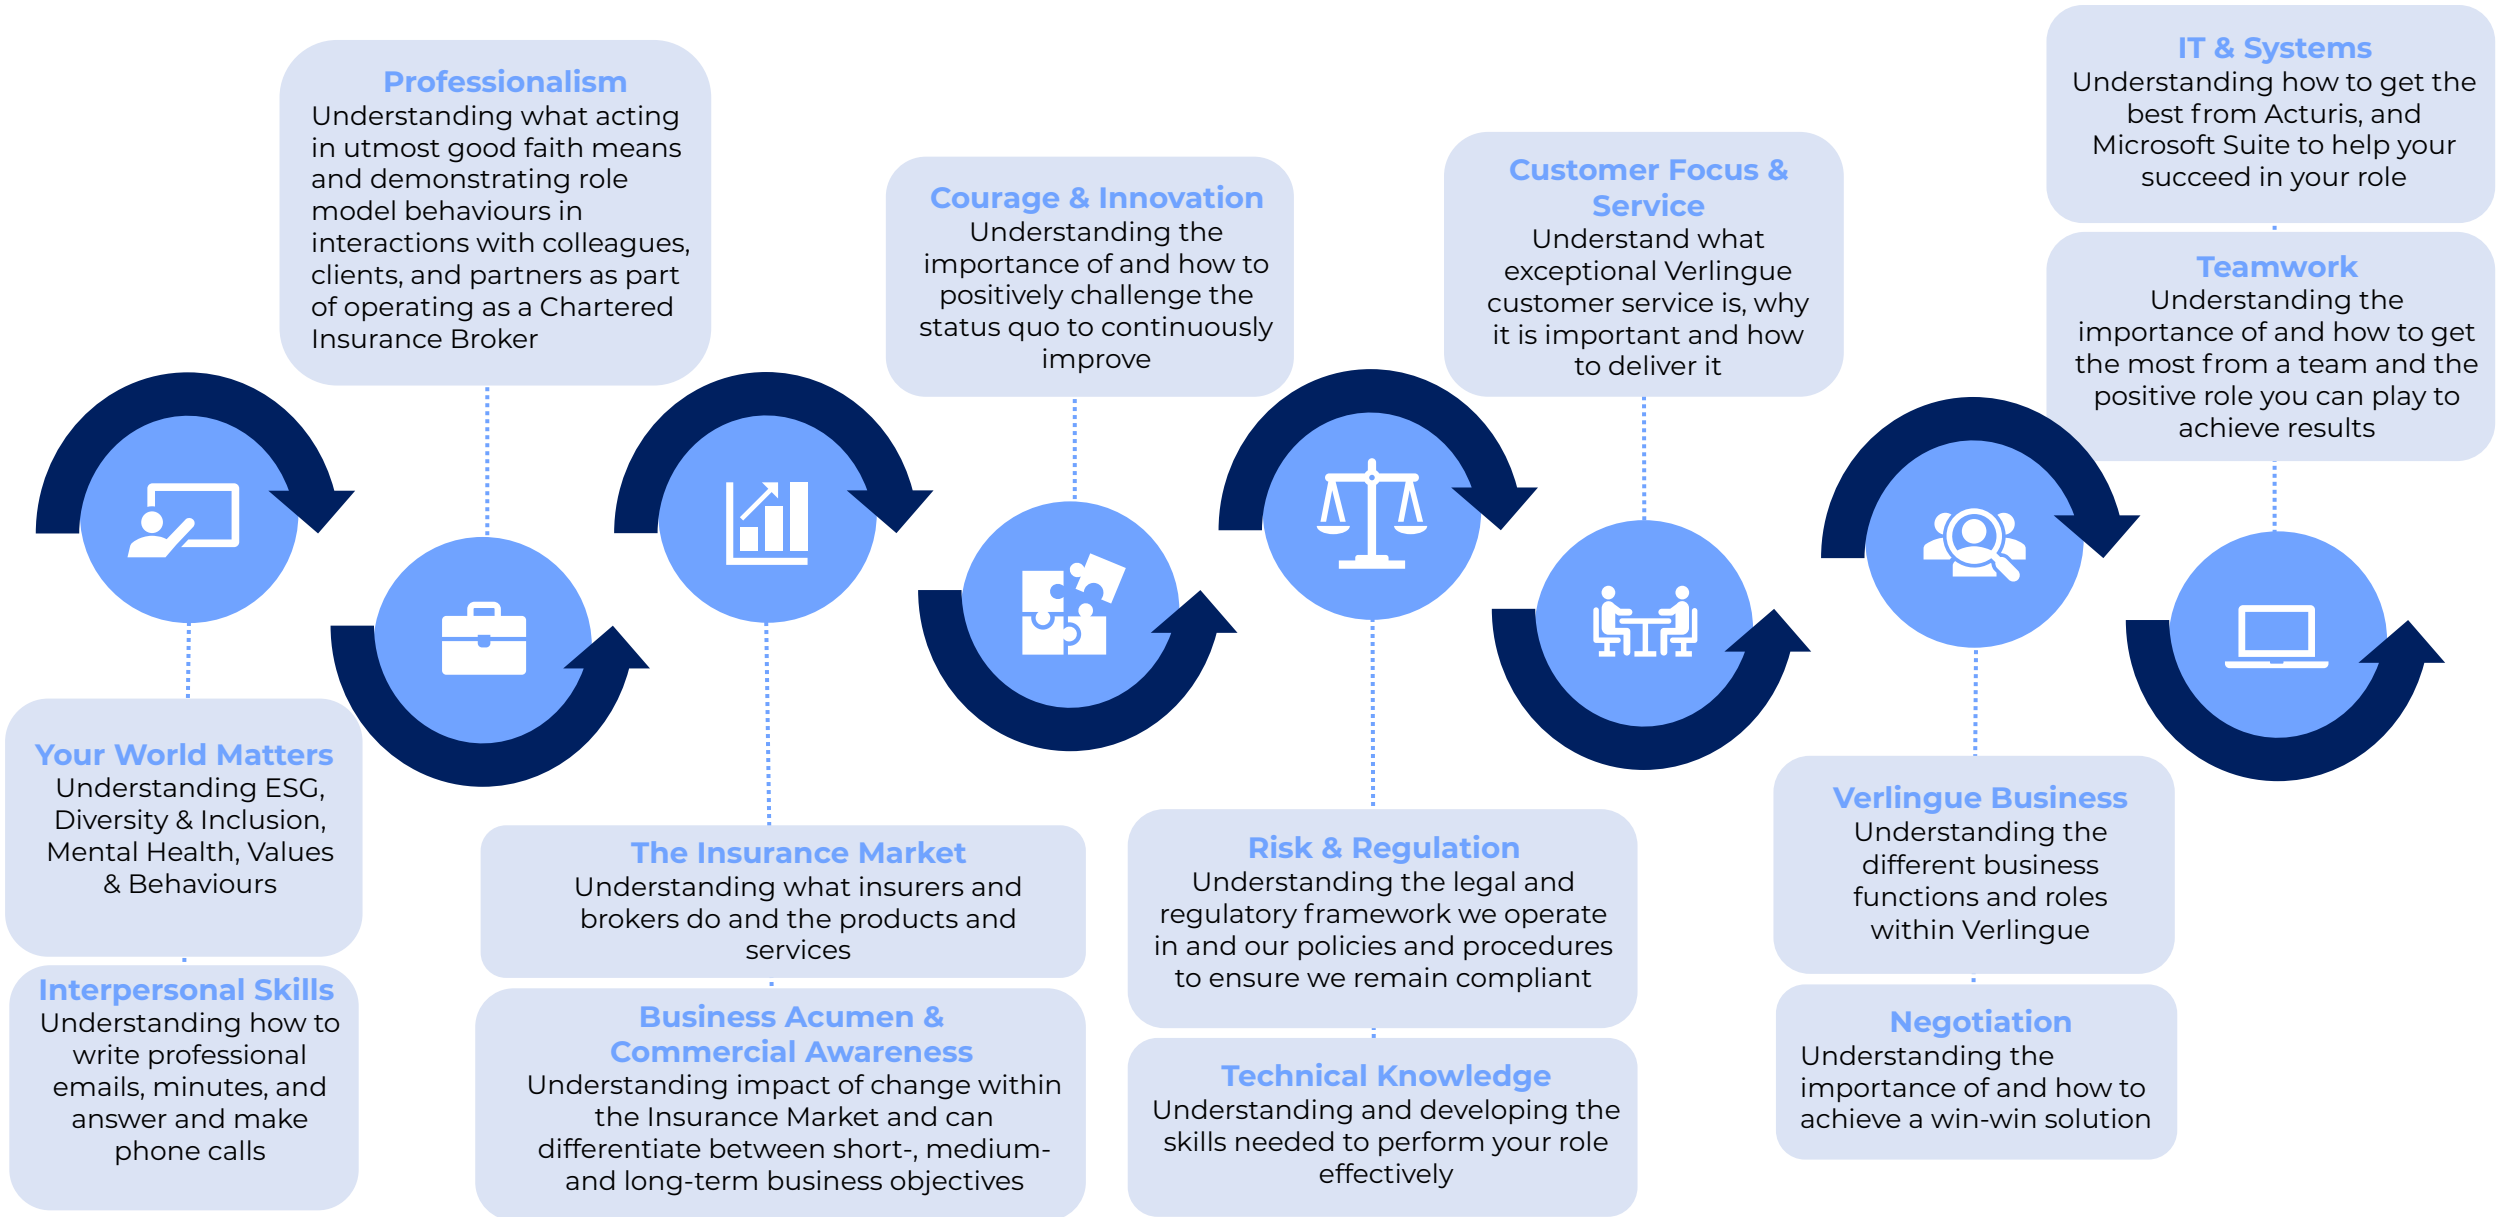 Professionalism
Understanding what acting
in utmost good faith means
and demonstrating role
model behaviours in
interactions with colleagues,
clients, and partners as part
of operating as a Chartered
Insurance Broker
Courage & Innovation
Understanding the
importance of and how to
positively challenge the
status quo to continuously
improve
Customer Focus &
Service
Understand what
exceptional Verlingue
customer service is, why
it is important and how
to deliver it
IT & Systems
Understanding how to get the
best from Acturis, and
Microsoft Suite to help your
succeed in your role
Teamwork
Understanding the
importance of and how to get
the most from a team and the
positive role you can play to
achieve results
Your World Matters
Understanding ESG,
Diversity & Inclusion,
Mental Health, Values
& Behaviours
Interpersonal Skills
Understanding how to
write professional
emails, minutes, and
answer and make
phone calls
The Insurance Market
Understanding what insurers and
brokers do and the products and
services
Business Acumen &
Commercial Awareness
Understanding impact of change within
the Insurance Market and can
differentiate between short-, medium-
and long-term business objectives
Risk & Regulation
Understanding the legal and
regulatory framework we operate
in and our policies and procedures
to ensure we remain compliant
Technical Knowledge
Understanding and developing the
skills needed to perform your role
effectively
Verlingue Business
Understanding the
different business
functions and roles
within Verlingue
Negotiation
Understanding the
importance of and how to
achieve a win-win solution